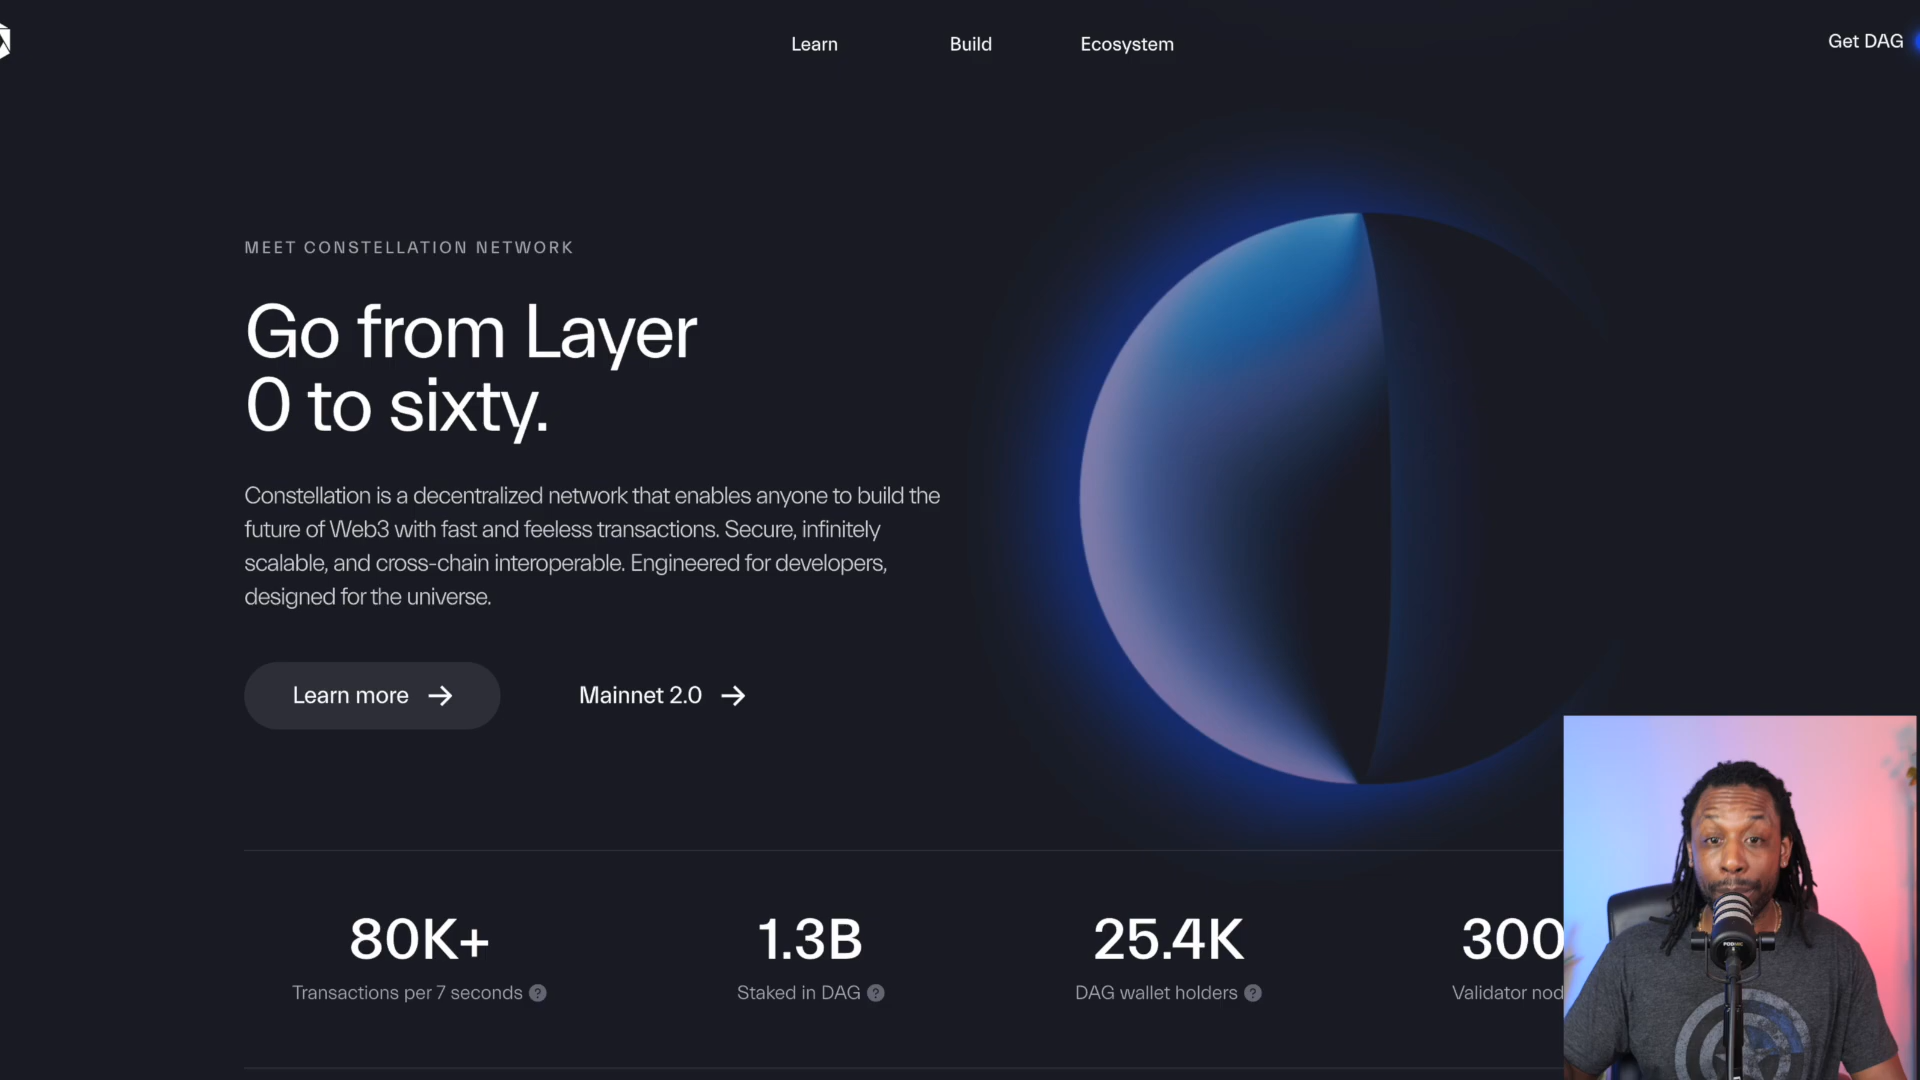 Learn
Build
Ecosystem
Get DAG
MEET CONSTELLATION NETWORK
Go from Layer
0 to sixty.
Constellation is a decentralized network that enables anyone to build the
future of Web3 with fast and feeless transactions. Secure, infinitely
scalable, and cross-chain interoperable. Engineered for developers,
designed for the universe.
Learn more
Mainnet 2.0
80K+
1.3B
25.4K
300
Transactions per 7 seconds ?
Staked in DAG ?
DAG wallet holders ?
Validator nod
PODMIC